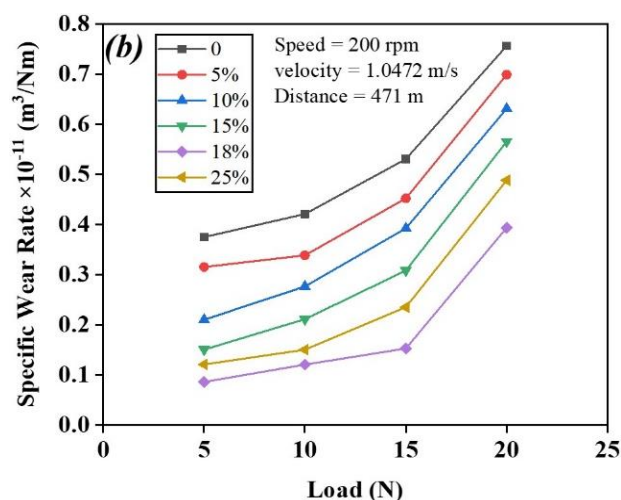 (b)
0
5%
10%
15%
18%
25%
Speed = 200 rpm
velocity = 1.0472 m/s
Distance = 471 m
Specific Wear Rate ×10⁻¹¹ (m³/Nm)
0.8
0.7
0.6
0.5
0.4
0.3
0.2
0.1
0.0
0 5 10 15 20 25
Load (N)